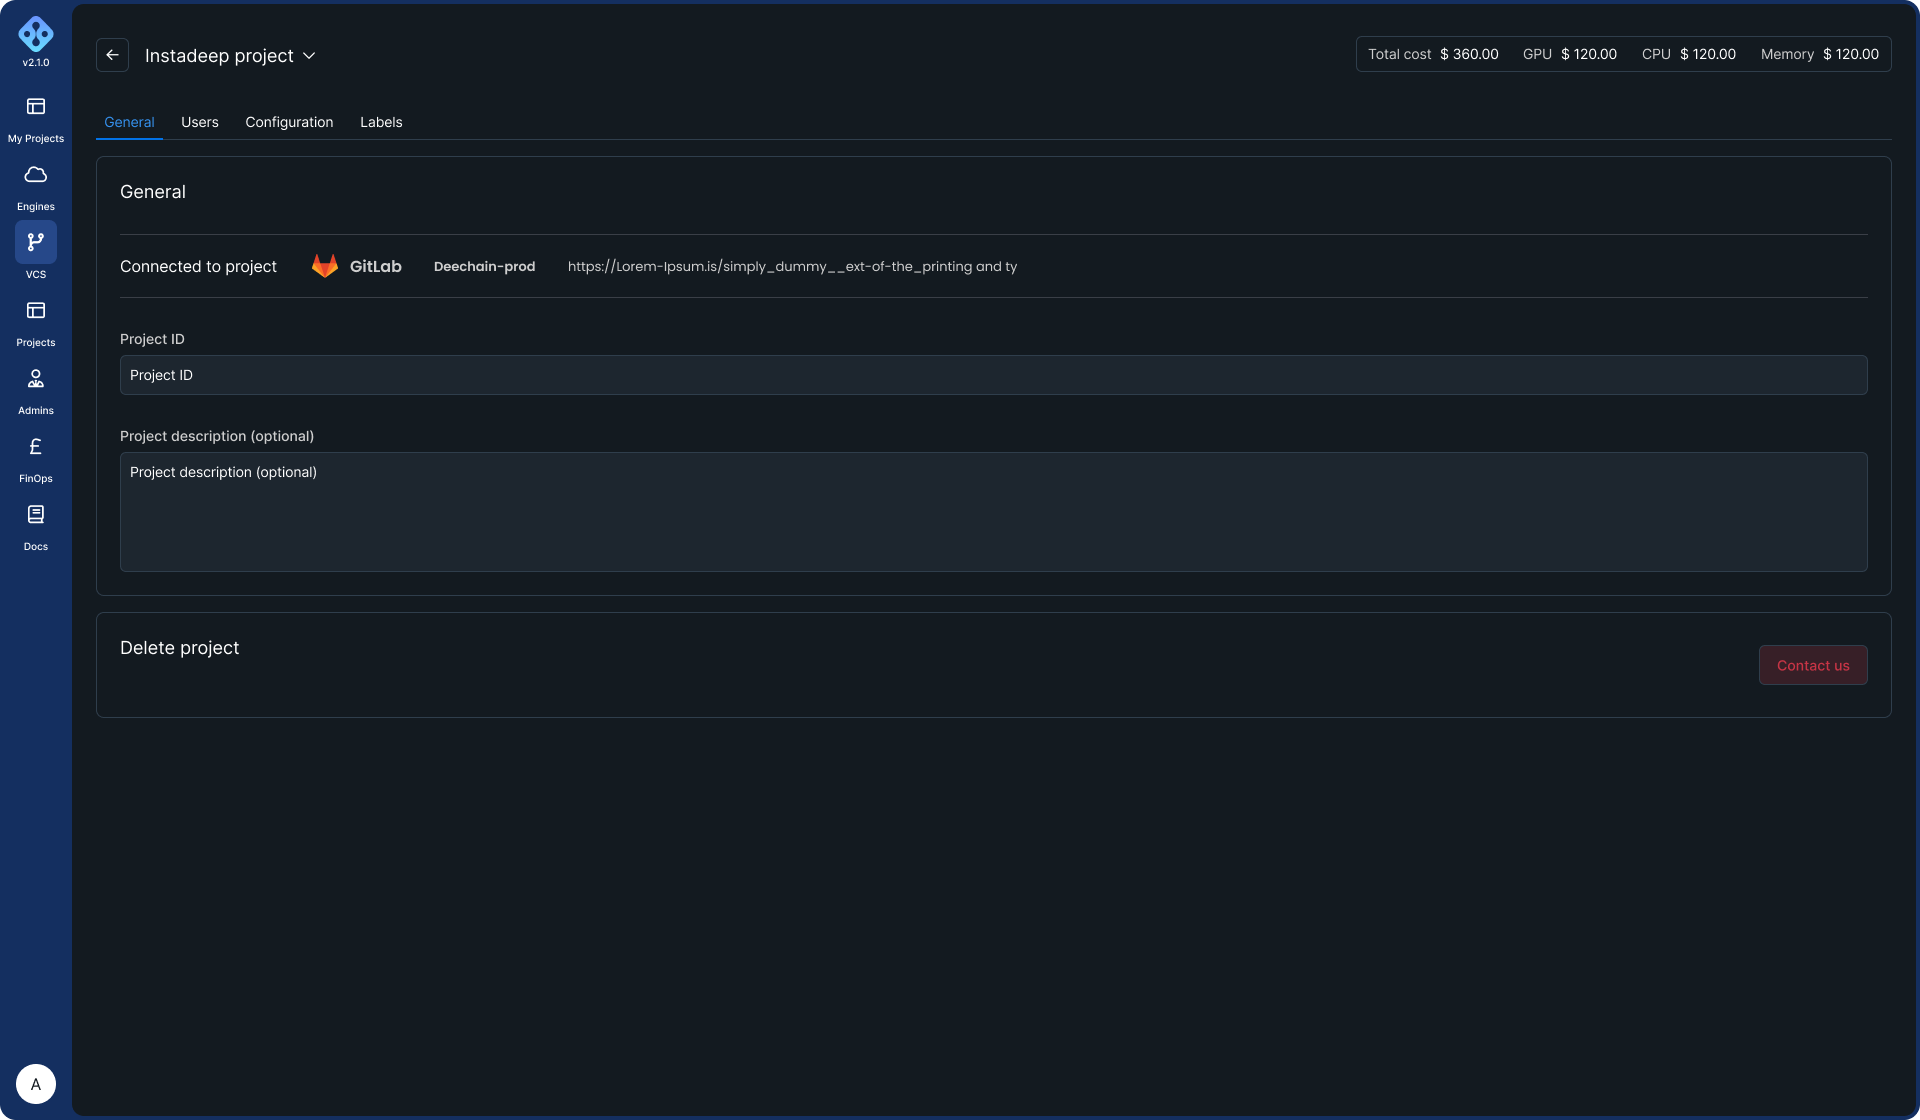 v2.1.0
My Projects
Engines
VCS
Projects
Admins
£
FinOps
Docs
A
Instadeep project
Total cost $ 360.00 GPU $ 120.00 CPU $ 120.00 Memory $ 120.00
General Users Configuration Labels
General
Connected to project GitLab Deechain-prod https://Lorem-Ipsum.is/simply_dummy__ext-of-the_printing and ty
Project ID
Project ID
Project description (optional)
Project description (optional)
Delete project
Contact us